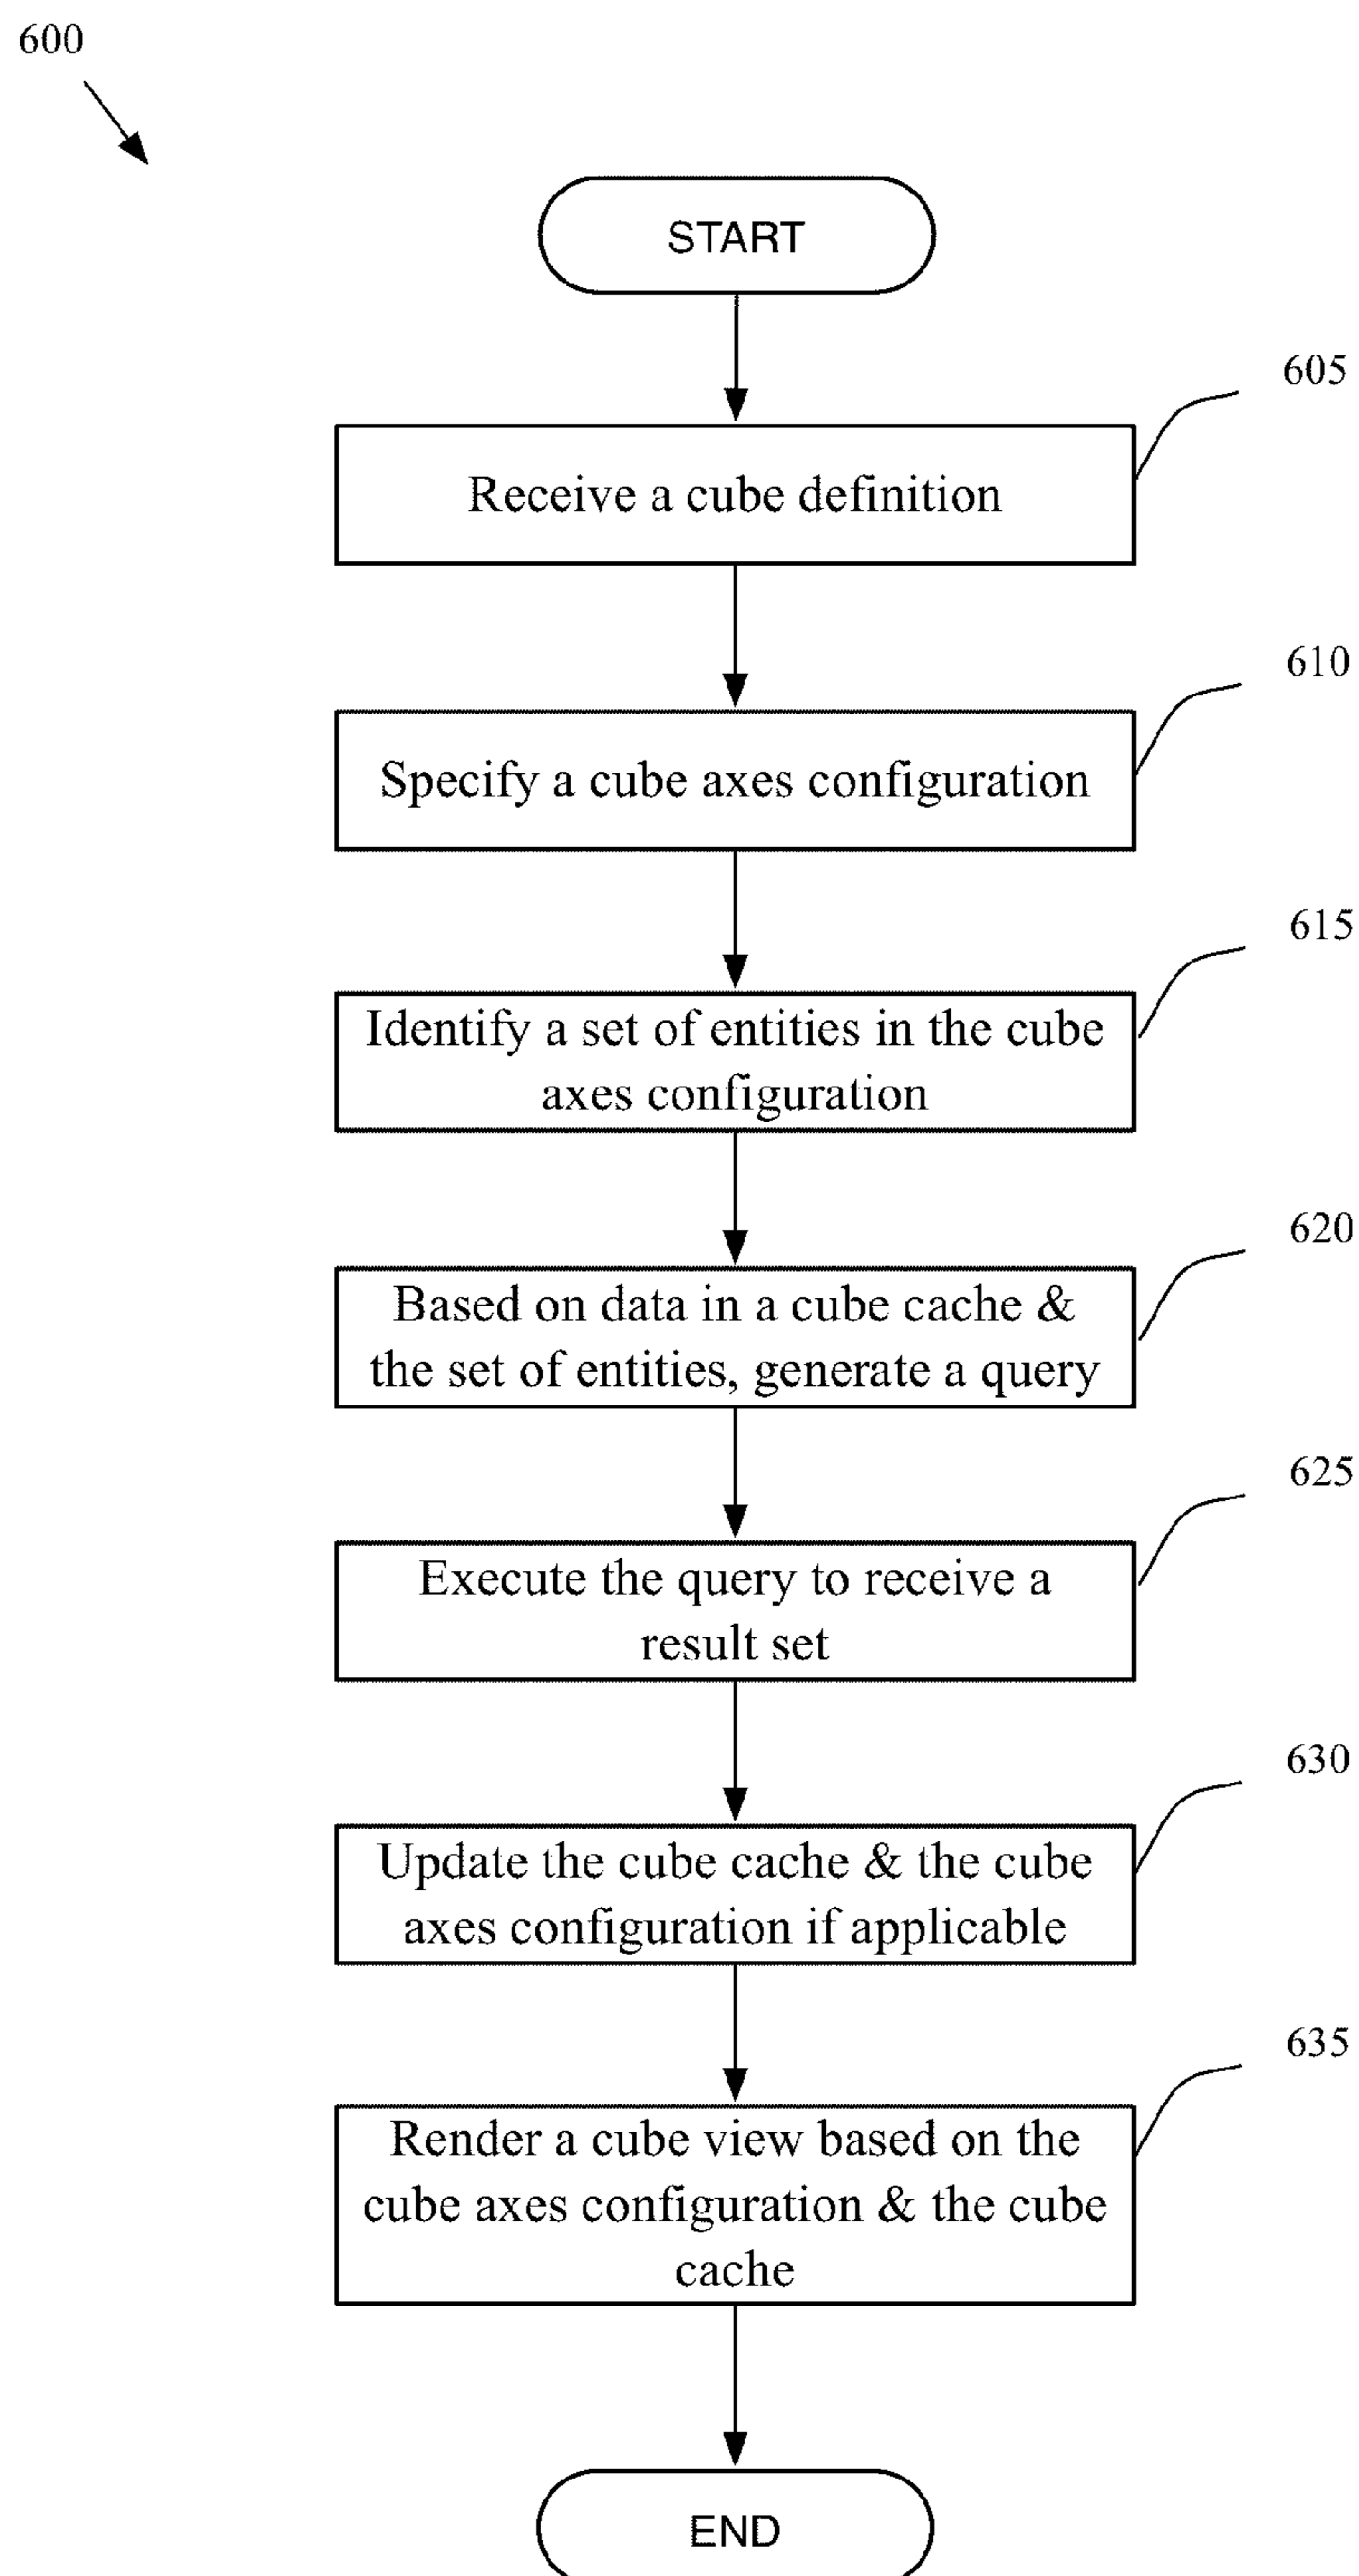 600
START
605
Receive a cube definition
610
Specify a cube axes configuration
615
Identify a set of entities in the cube
axes configuration
620
Based on data in a cube cache &
the set of entities, generate a query
625
Execute the query to receive a
result set
630
Update the cube cache & the cube
axes configuration if applicable
635
Render a cube view based on the
cube axes configuration & the cube
cache
END